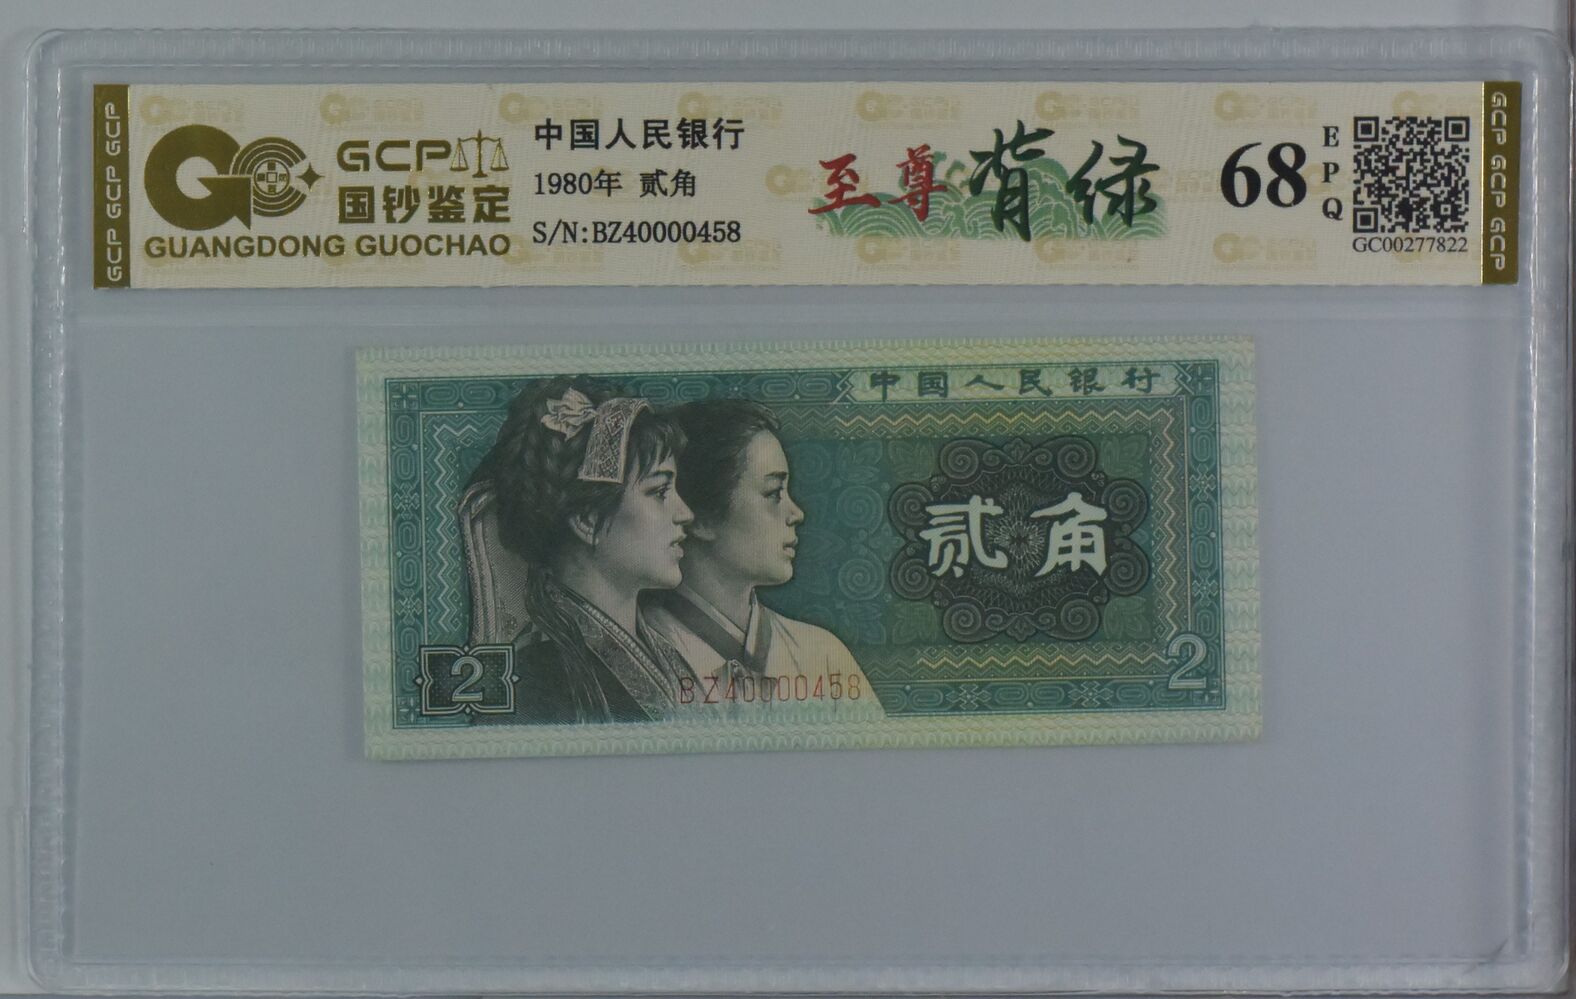 GCP GCP GCP
GCP
国钞鉴定
GUANGDONG GUOCHAO
中国人民银行
1980年 贰角
S/N:BZ40000458
至尊背绿
68
EPQ
GC00277822
GCP GCP GCP
中国人民银行
贰角
2
BZ40000458
2